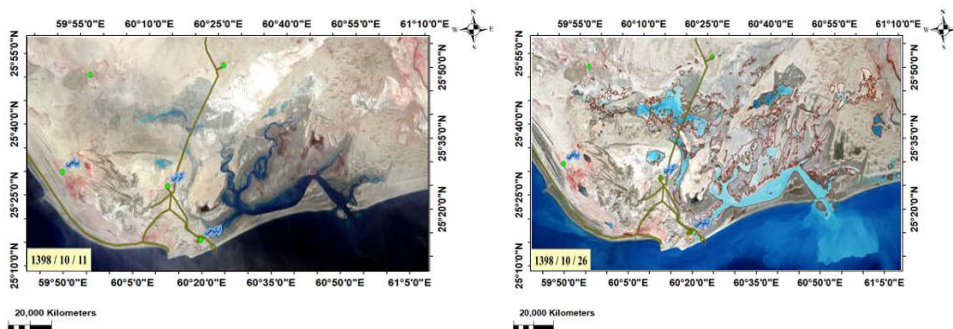 59°55'0"E 60°10'0"E 60°25'0"E 60°40'0"E 60°55'0"E 61°10'0"E
N
W E
S
25°55'0"N
25°40'0"N
25°25'0"N
25°10'0"N
25°50'0"N
25°35'0"N
25°20'0"N
1398 / 10 / 11
59°50'0"E 60°5'0"E 60°20'0"E 60°35'0"E 60°50'0"E 61°5'0"E
20,000 Kilometers
59°55'0"E 60°10'0"E 60°25'0"E 60°40'0"E 60°55'0"E 61°10'0"E
N
W E
S
25°55'0"N
25°40'0"N
25°25'0"N
25°10'0"N
25°50'0"N
25°35'0"N
25°20'0"N
1398 / 10 / 26
59°50'0"E 60°5'0"E 60°20'0"E 60°35'0"E 60°50'0"E 61°5'0"E
20,000 Kilometers